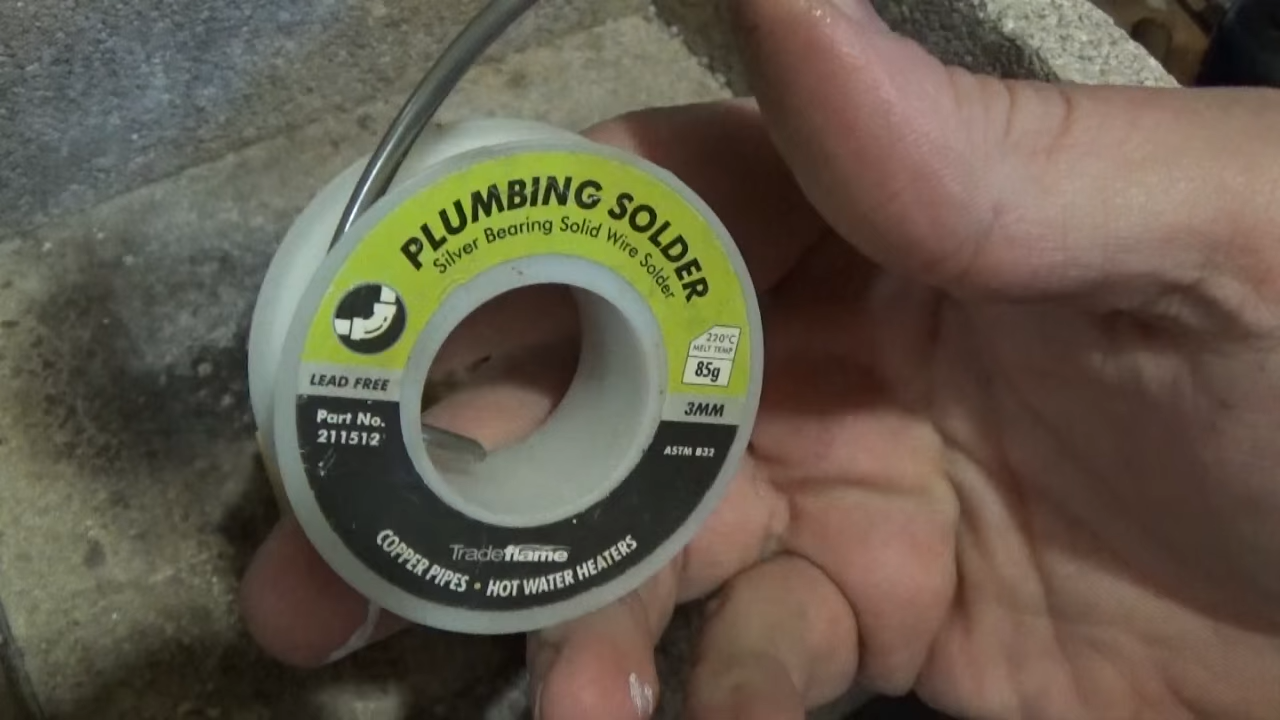 PLUMBING SOLDER
Silver Bearing Solid Wire Solder
220°C
MELT TEMP
85g
LEAD FREE
3MM
Part No.
211512
ASTM B32
Tradeflame
COPPER PIPES • HOT WATER HEATERS